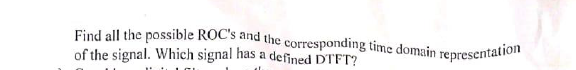 Find all the possible ROC's and the corresponding time domain representation
of the signal. Which signal has a defined DTFT?